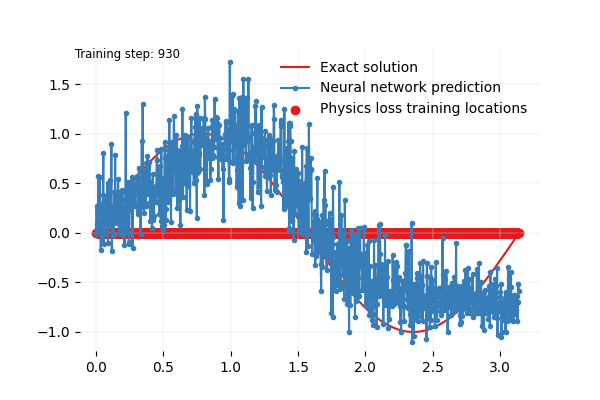 Training step: 930
Exact solution
Neural network prediction
Physics loss training locations
1.5
1.0
0.5
0.0
−0.5
−1.0
0.0 0.5 1.0 1.5 2.0 2.5 3.0